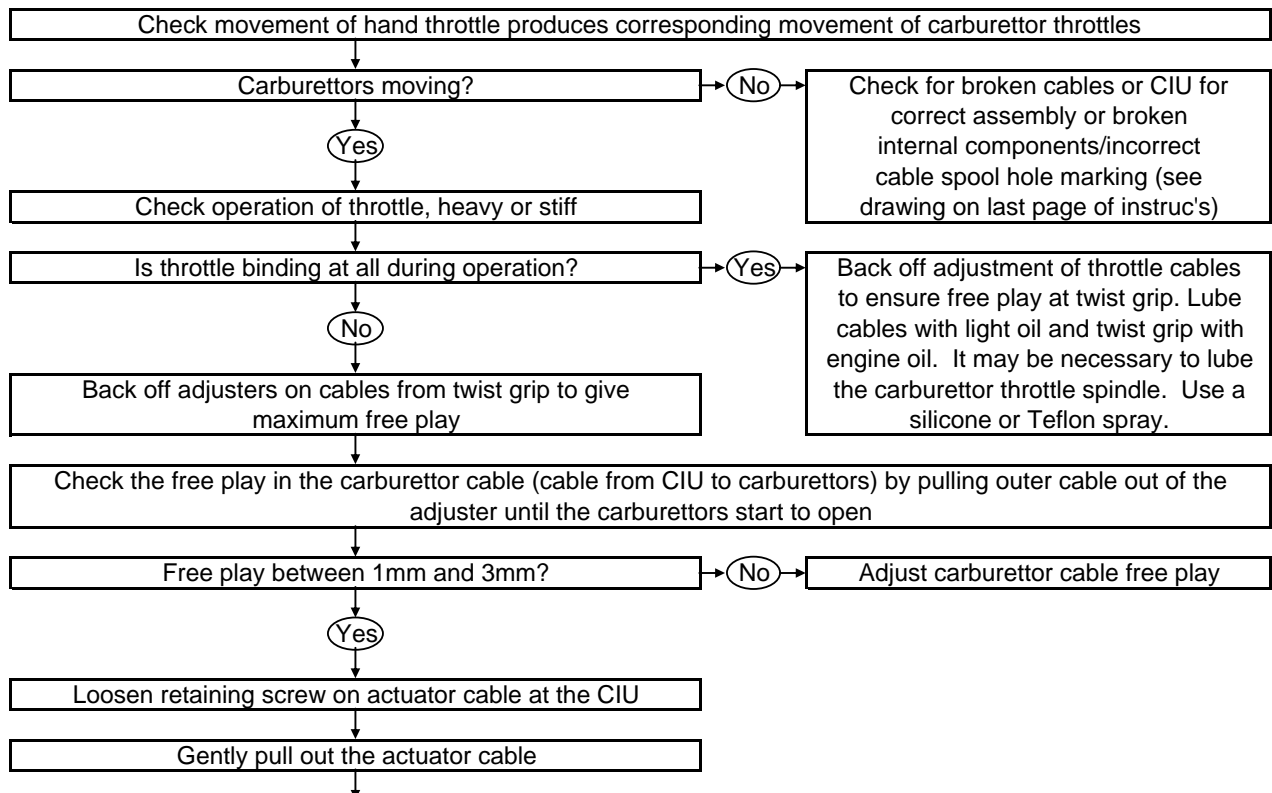 Check movement of hand throttle produces corresponding movement of carburettor throttles
Carburettors moving?
No
Check for broken cables or CIU for
correct assembly or broken
internal components/incorrect
cable spool hole marking (see
drawing on last page of instruc's)
Yes
Check operation of throttle, heavy or stiff
Is throttle binding at all during operation?
Yes
Back off adjustment of throttle cables
to ensure free play at twist grip. Lube
cables with light oil and twist grip with
engine oil.  It may be necessary to lube
the carburettor throttle spindle.  Use a
silicone or Teflon spray.
No
Back off adjusters on cables from twist grip to give
maximum free play
Check the free play in the carburettor cable (cable from CIU to carburettors) by pulling outer cable out of the
adjuster until the carburettors start to open
Free play between 1mm and 3mm?
No
Adjust carburettor cable free play
Yes
Loosen retaining screw on actuator cable at the CIU
Gently pull out the actuator cable